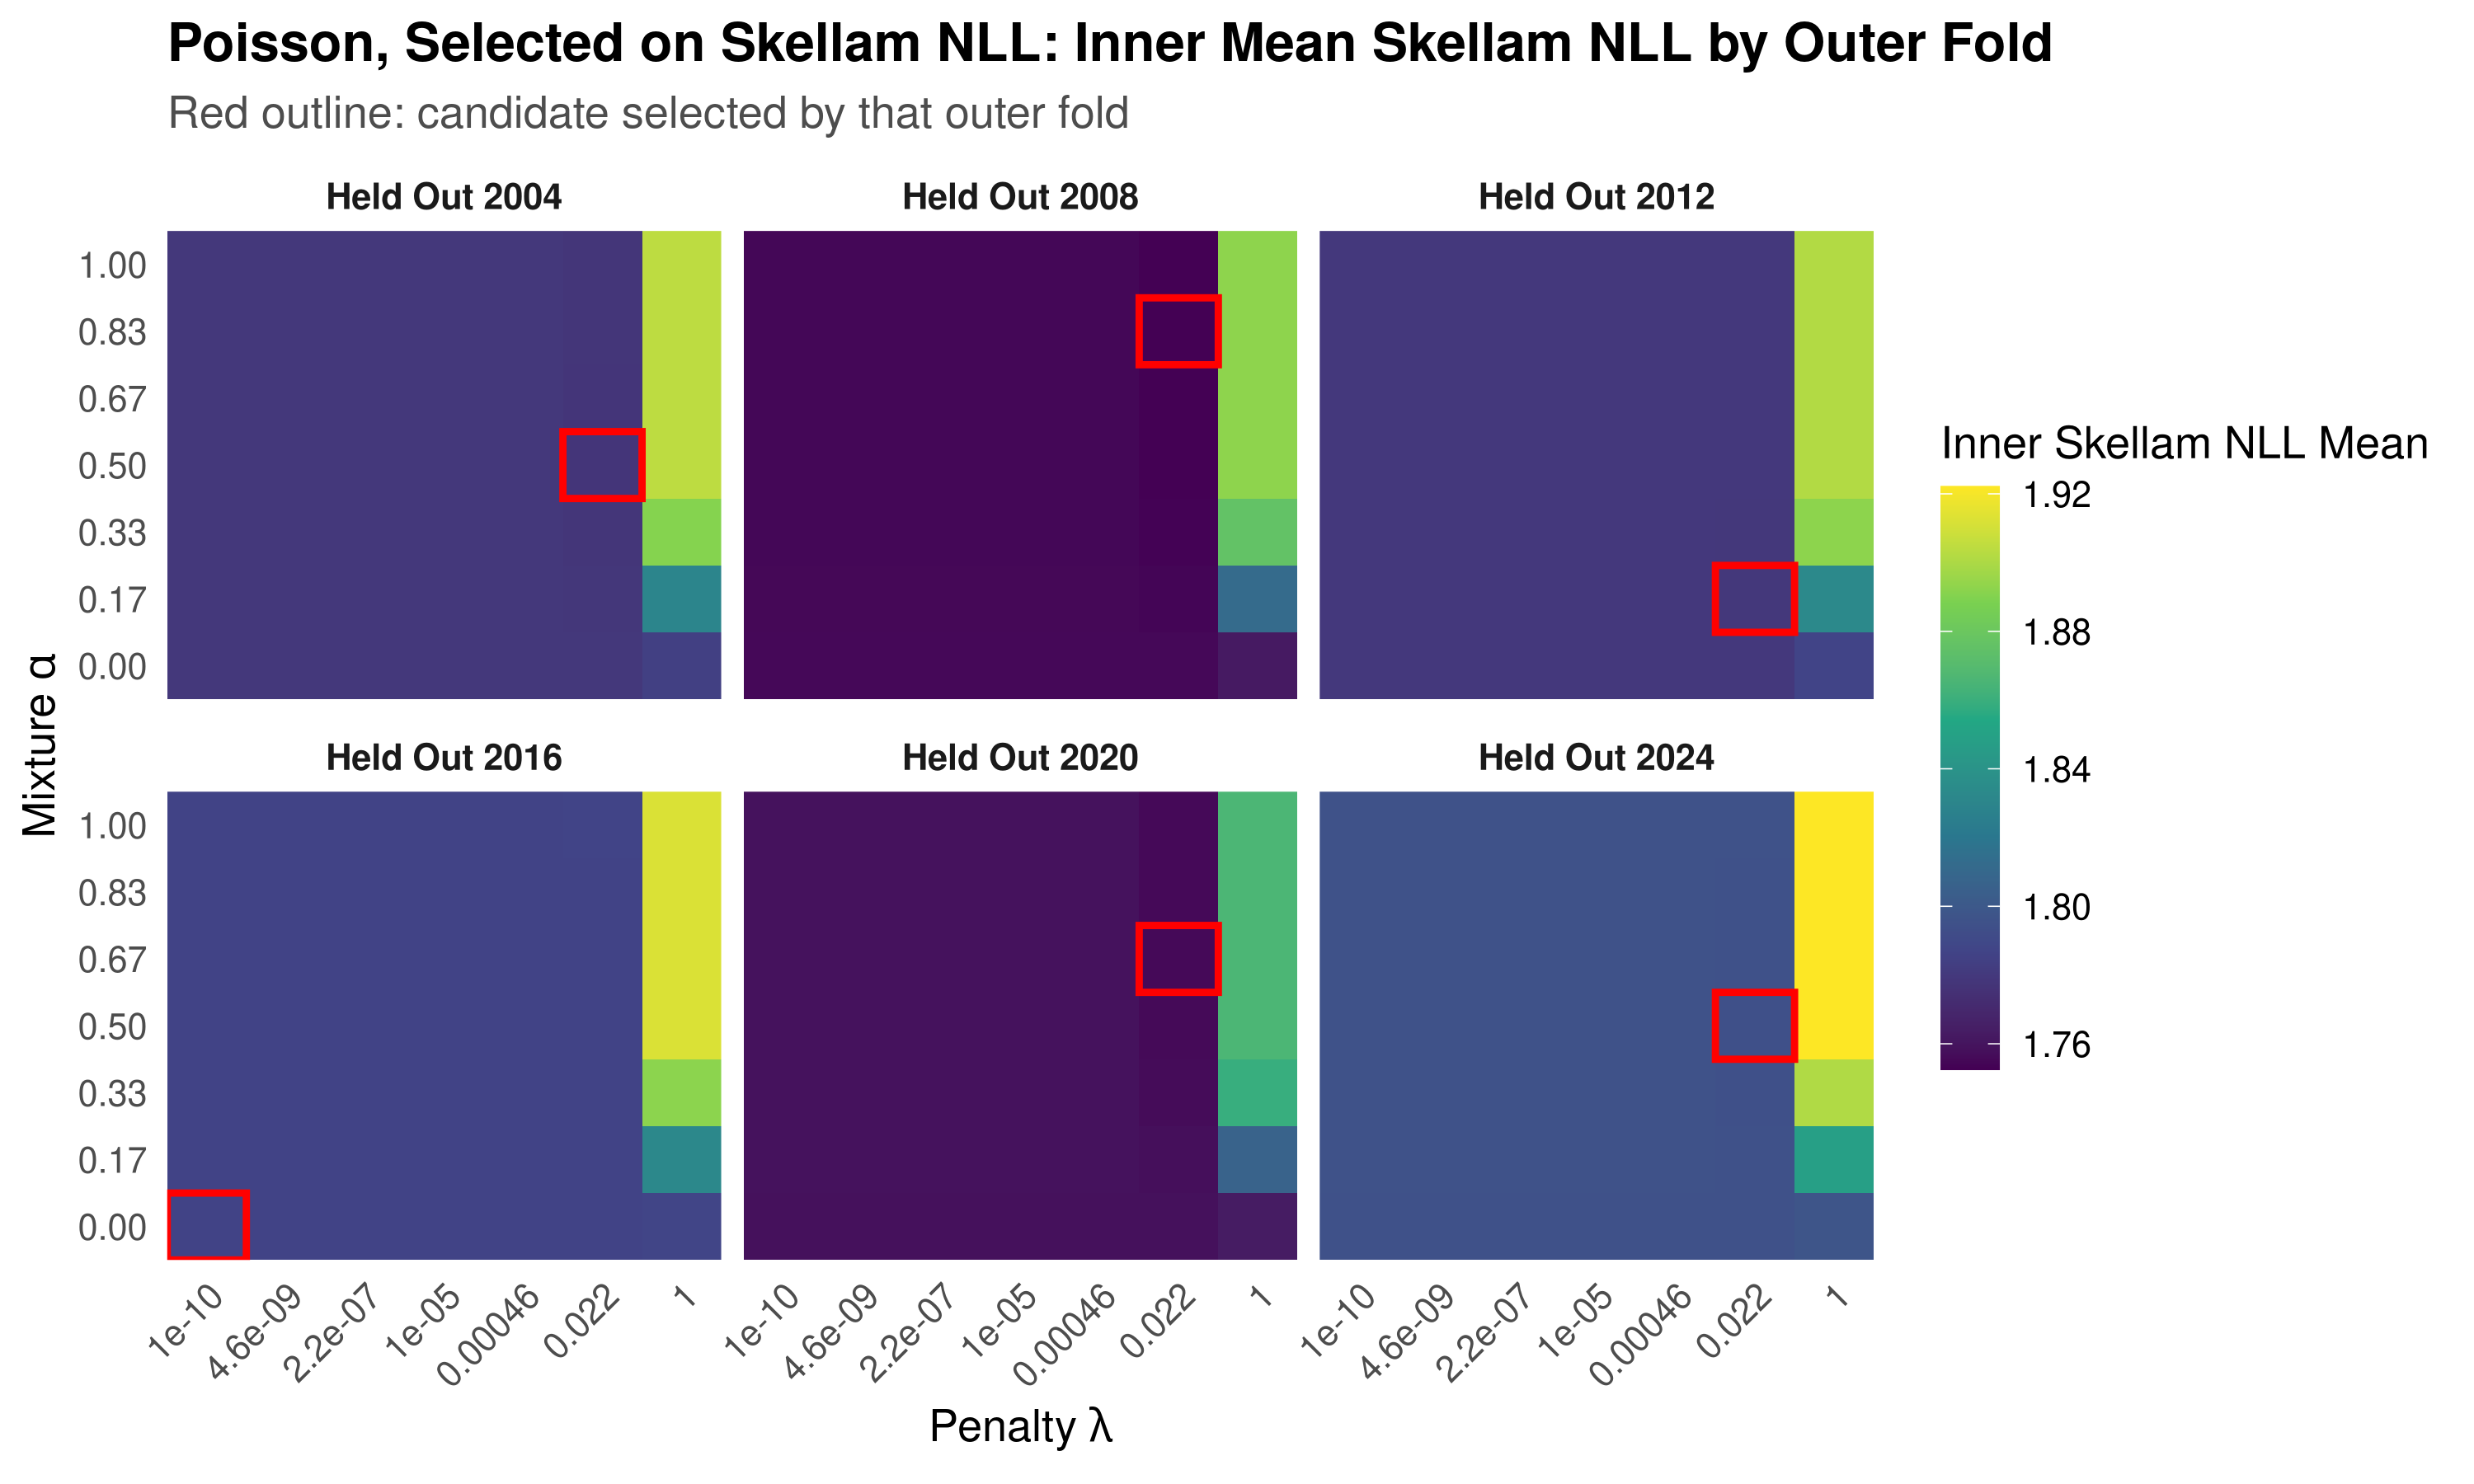 Poisson, Selected on Skellam NLL: Inner Mean Skellam NLL by Outer Fold
Red outline: candidate selected by that outer fold
Held Out 2004
Held Out 2008
Held Out 2012
1.00
0.83
0.67
0.50
0.33
0.17
0.00
Held Out 2016
Held Out 2020
Held Out 2024
1.00
0.83
0.67
0.50
0.33
0.17
0.00
Mixture α
1e-10 4.6e-09 2.2e-07 1e-05 0.00046 0.022 1
1e-10 4.6e-09 2.2e-07 1e-05 0.00046 0.022 1
1e-10 4.6e-09 2.2e-07 1e-05 0.00046 0.022 1
Penalty λ
Inner Skellam NLL Mean
1.92
1.88
1.84
1.80
1.76